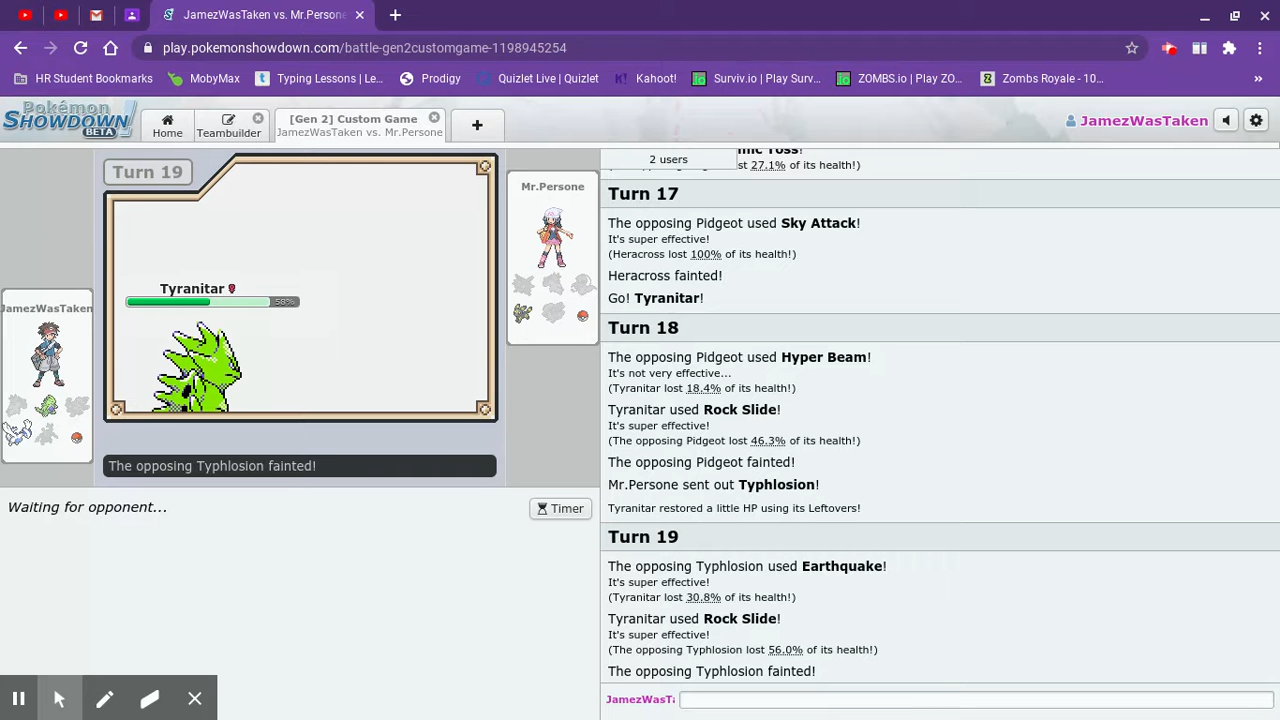 JamezWasTaken vs. Mr.Persone
play.pokemonshowdown.com/battle-gen2customgame-1198945254
HR Student Bookmarks
MobyMax
Typing Lessons | Le...
Prodigy
Quizlet Live | Quizlet
Kahoot!
Surviv.io | Play Surv...
ZOMBS.io | Play ZO...
Zombs Royale - 10...
»
Pokémon
SHOWDOWN
BETA
Home
Teambuilder
[Gen 2] Custom Game
JamezWasTaken vs. Mr.Persone
JamezWasTaken
Turn 19
Mr.Persone
Tyranitar
58%
JamezWasTaken
The opposing Typhlosion fainted!
Waiting for opponent...
Timer
2 users
lost 27.1% of its health!)
Turn 17
The opposing Pidgeot used Sky Attack!
It's super effective!
(Heracross lost 100% of its health!)
Heracross fainted!
Go! Tyranitar!
Turn 18
The opposing Pidgeot used Hyper Beam!
It's not very effective...
(Tyranitar lost 18.4% of its health!)
Tyranitar used Rock Slide!
It's super effective!
(The opposing Pidgeot lost 46.3% of its health!)
The opposing Pidgeot fainted!
Mr.Persone sent out Typhlosion!
Tyranitar restored a little HP using its Leftovers!
Turn 19
The opposing Typhlosion used Earthquake!
It's super effective!
(Tyranitar lost 30.8% of its health!)
Tyranitar used Rock Slide!
It's super effective!
(The opposing Typhlosion lost 56.0% of its health!)
The opposing Typhlosion fainted!
JamezWasTa